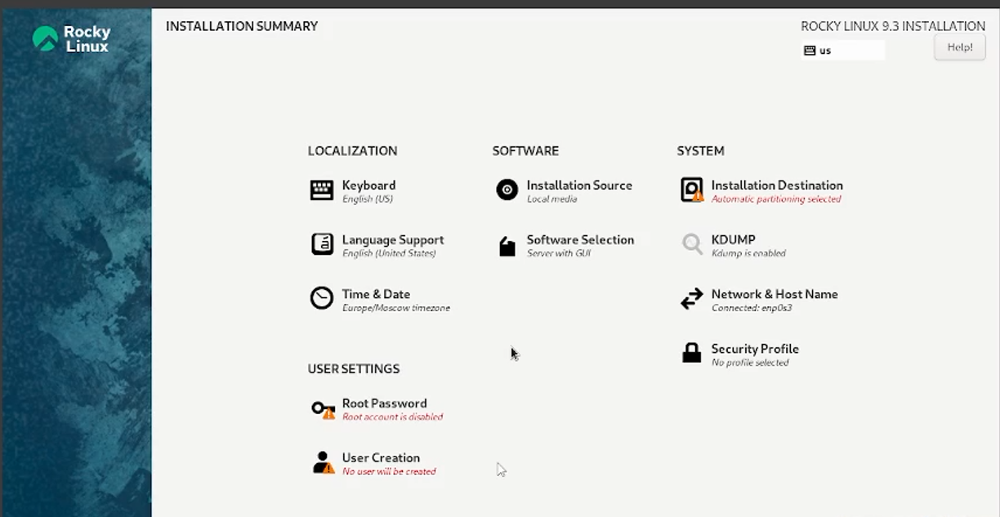 Rocky
Linux
INSTALLATION SUMMARY
ROCKY LINUX 9.3 INSTALLATION
us
Help!
LOCALIZATION
Keyboard
English (US)
Language Support
English (United States)
Time & Date
Europe/Moscow timezone
SOFTWARE
Installation Source
Local media
Software Selection
Server with GUI
SYSTEM
Installation Destination
Automatic partitioning selected
KDUMP
Kdump is enabled
Network & Host Name
Connected: enp0s3
Security Profile
No profile selected
USER SETTINGS
Root Password
Root account is disabled
User Creation
No user will be created